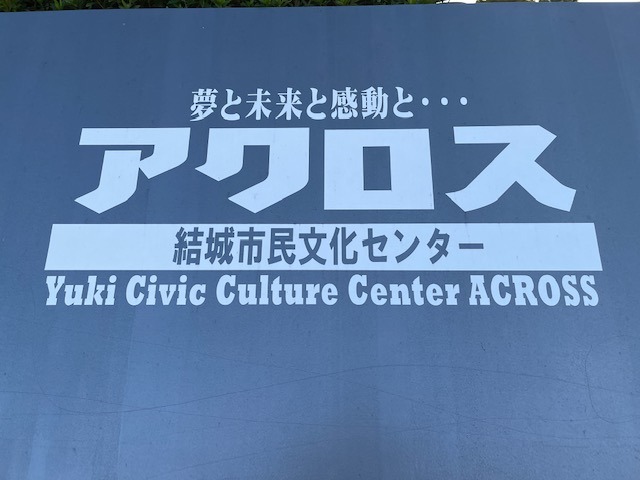 夢と未来と感動と・・・
アクロス
結城市民文化センター
Yuki Civic Culture Center ACROSS